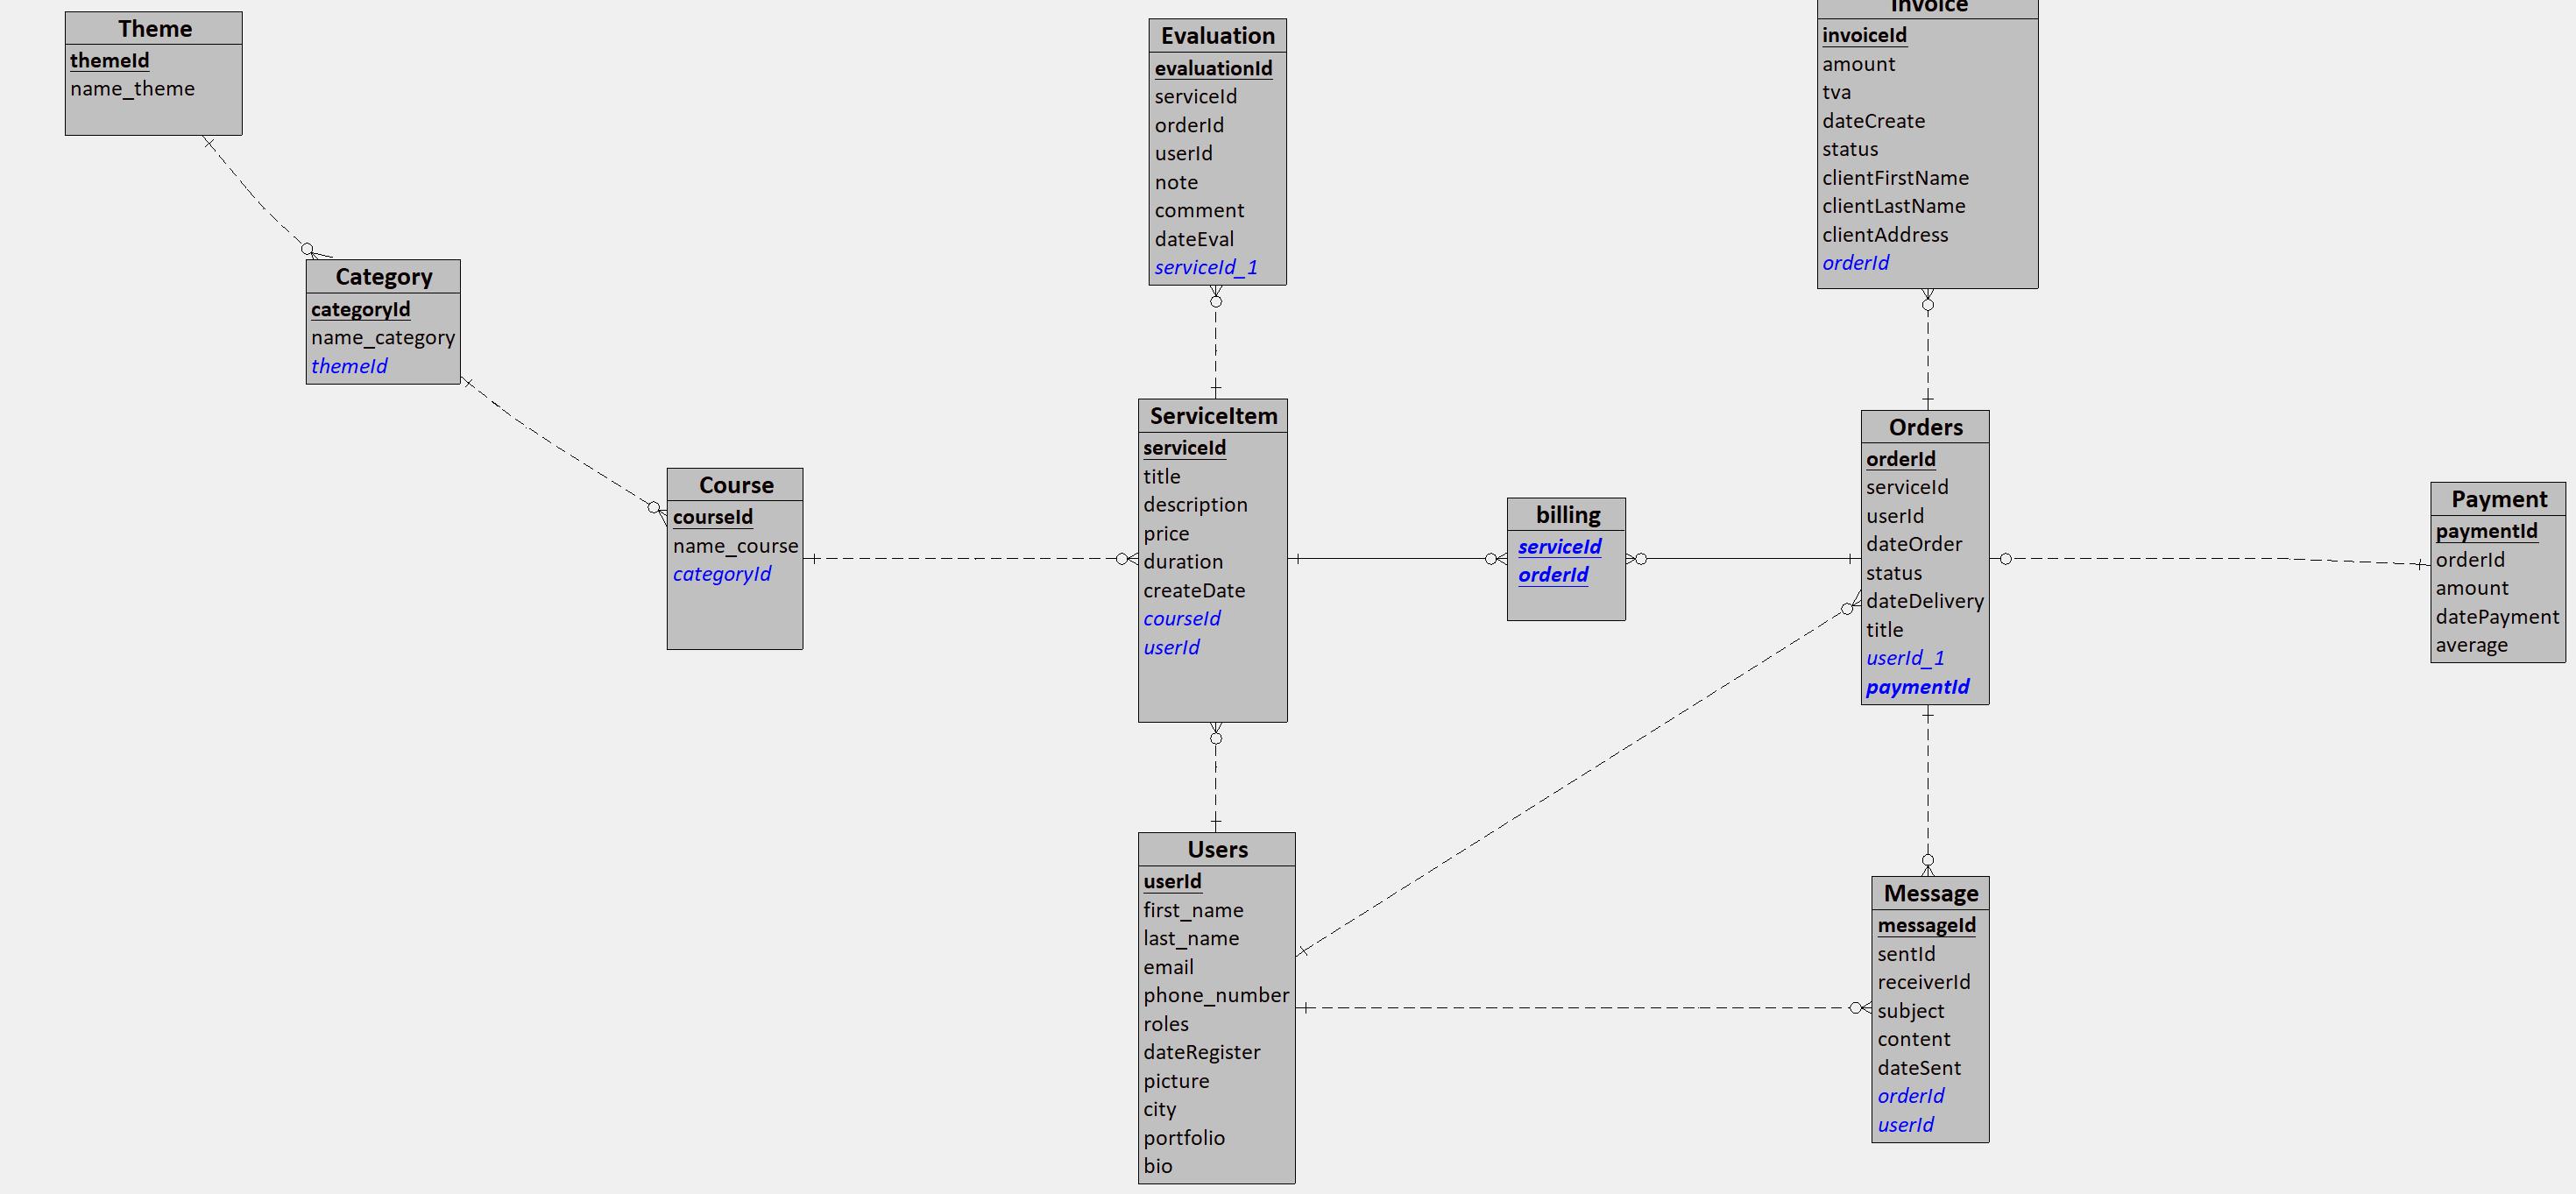 Theme
themeId
name_theme
Category
categoryId
name_category
themeId
Course
courseId
name_course
categoryId
Evaluation
evaluationId
serviceId
orderId
userId
note
comment
dateEval
serviceId_1
ServiceItem
serviceId
title
description
price
duration
createDate
courseId
userId
Users
userId
first_name
last_name
email
phone_number
roles
dateRegister
picture
city
portfolio
bio
billing
serviceId
orderId
Invoice
invoiceId
amount
tva
dateCreate
status
clientFirstName
clientLastName
clientAddress
orderId
Orders
orderId
serviceId
userId
dateOrder
status
dateDelivery
title
userId_1
paymentId
Message
messageId
sentId
receiverId
subject
content
dateSent
orderId
userId
Payment
paymentId
orderId
amount
datePayment
average